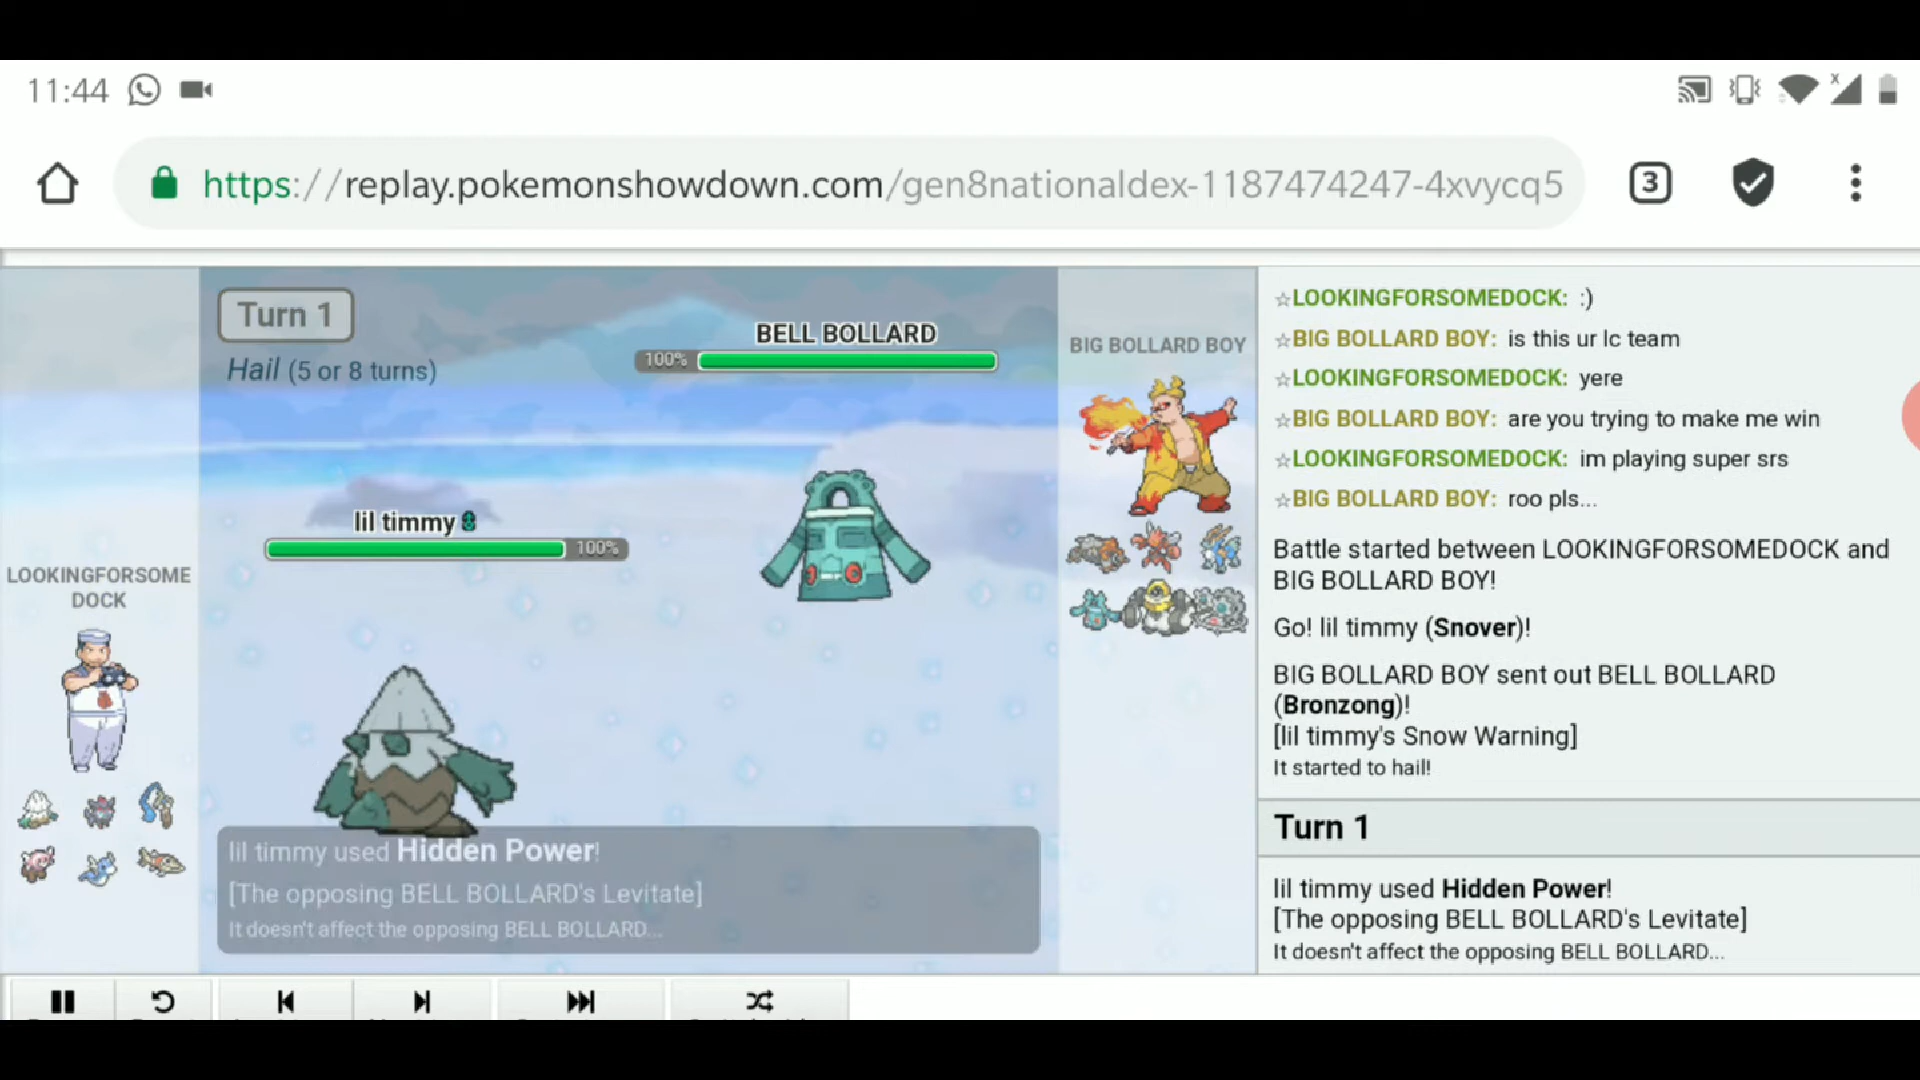 11:44
https://replay.pokemonshowdown.com/gen8nationaldex-1187474247-4xvycq5
3
Turn 1
Hail (5 or 8 turns)
BELL BOLLARD
100%
lil timmy
100%
LOOKINGFORSOME
DOCK
BIG BOLLARD BOY
lil timmy used Hidden Power!
[The opposing BELL BOLLARD's Levitate]
It doesn't affect the opposing BELL BOLLARD...
☆LOOKINGFORSOMEDOCK: :)
☆BIG BOLLARD BOY: is this ur lc team
☆LOOKINGFORSOMEDOCK: yere
☆BIG BOLLARD BOY: are you trying to make me win
☆LOOKINGFORSOMEDOCK: im playing super srs
☆BIG BOLLARD BOY: roo pls...
Battle started between LOOKINGFORSOMEDOCK and
BIG BOLLARD BOY!
Go! lil timmy (Snover)!
BIG BOLLARD BOY sent out BELL BOLLARD
(Bronzong)!
[lil timmy's Snow Warning]
It started to hail!
Turn 1
lil timmy used Hidden Power!
[The opposing BELL BOLLARD's Levitate]
It doesn't affect the opposing BELL BOLLARD...